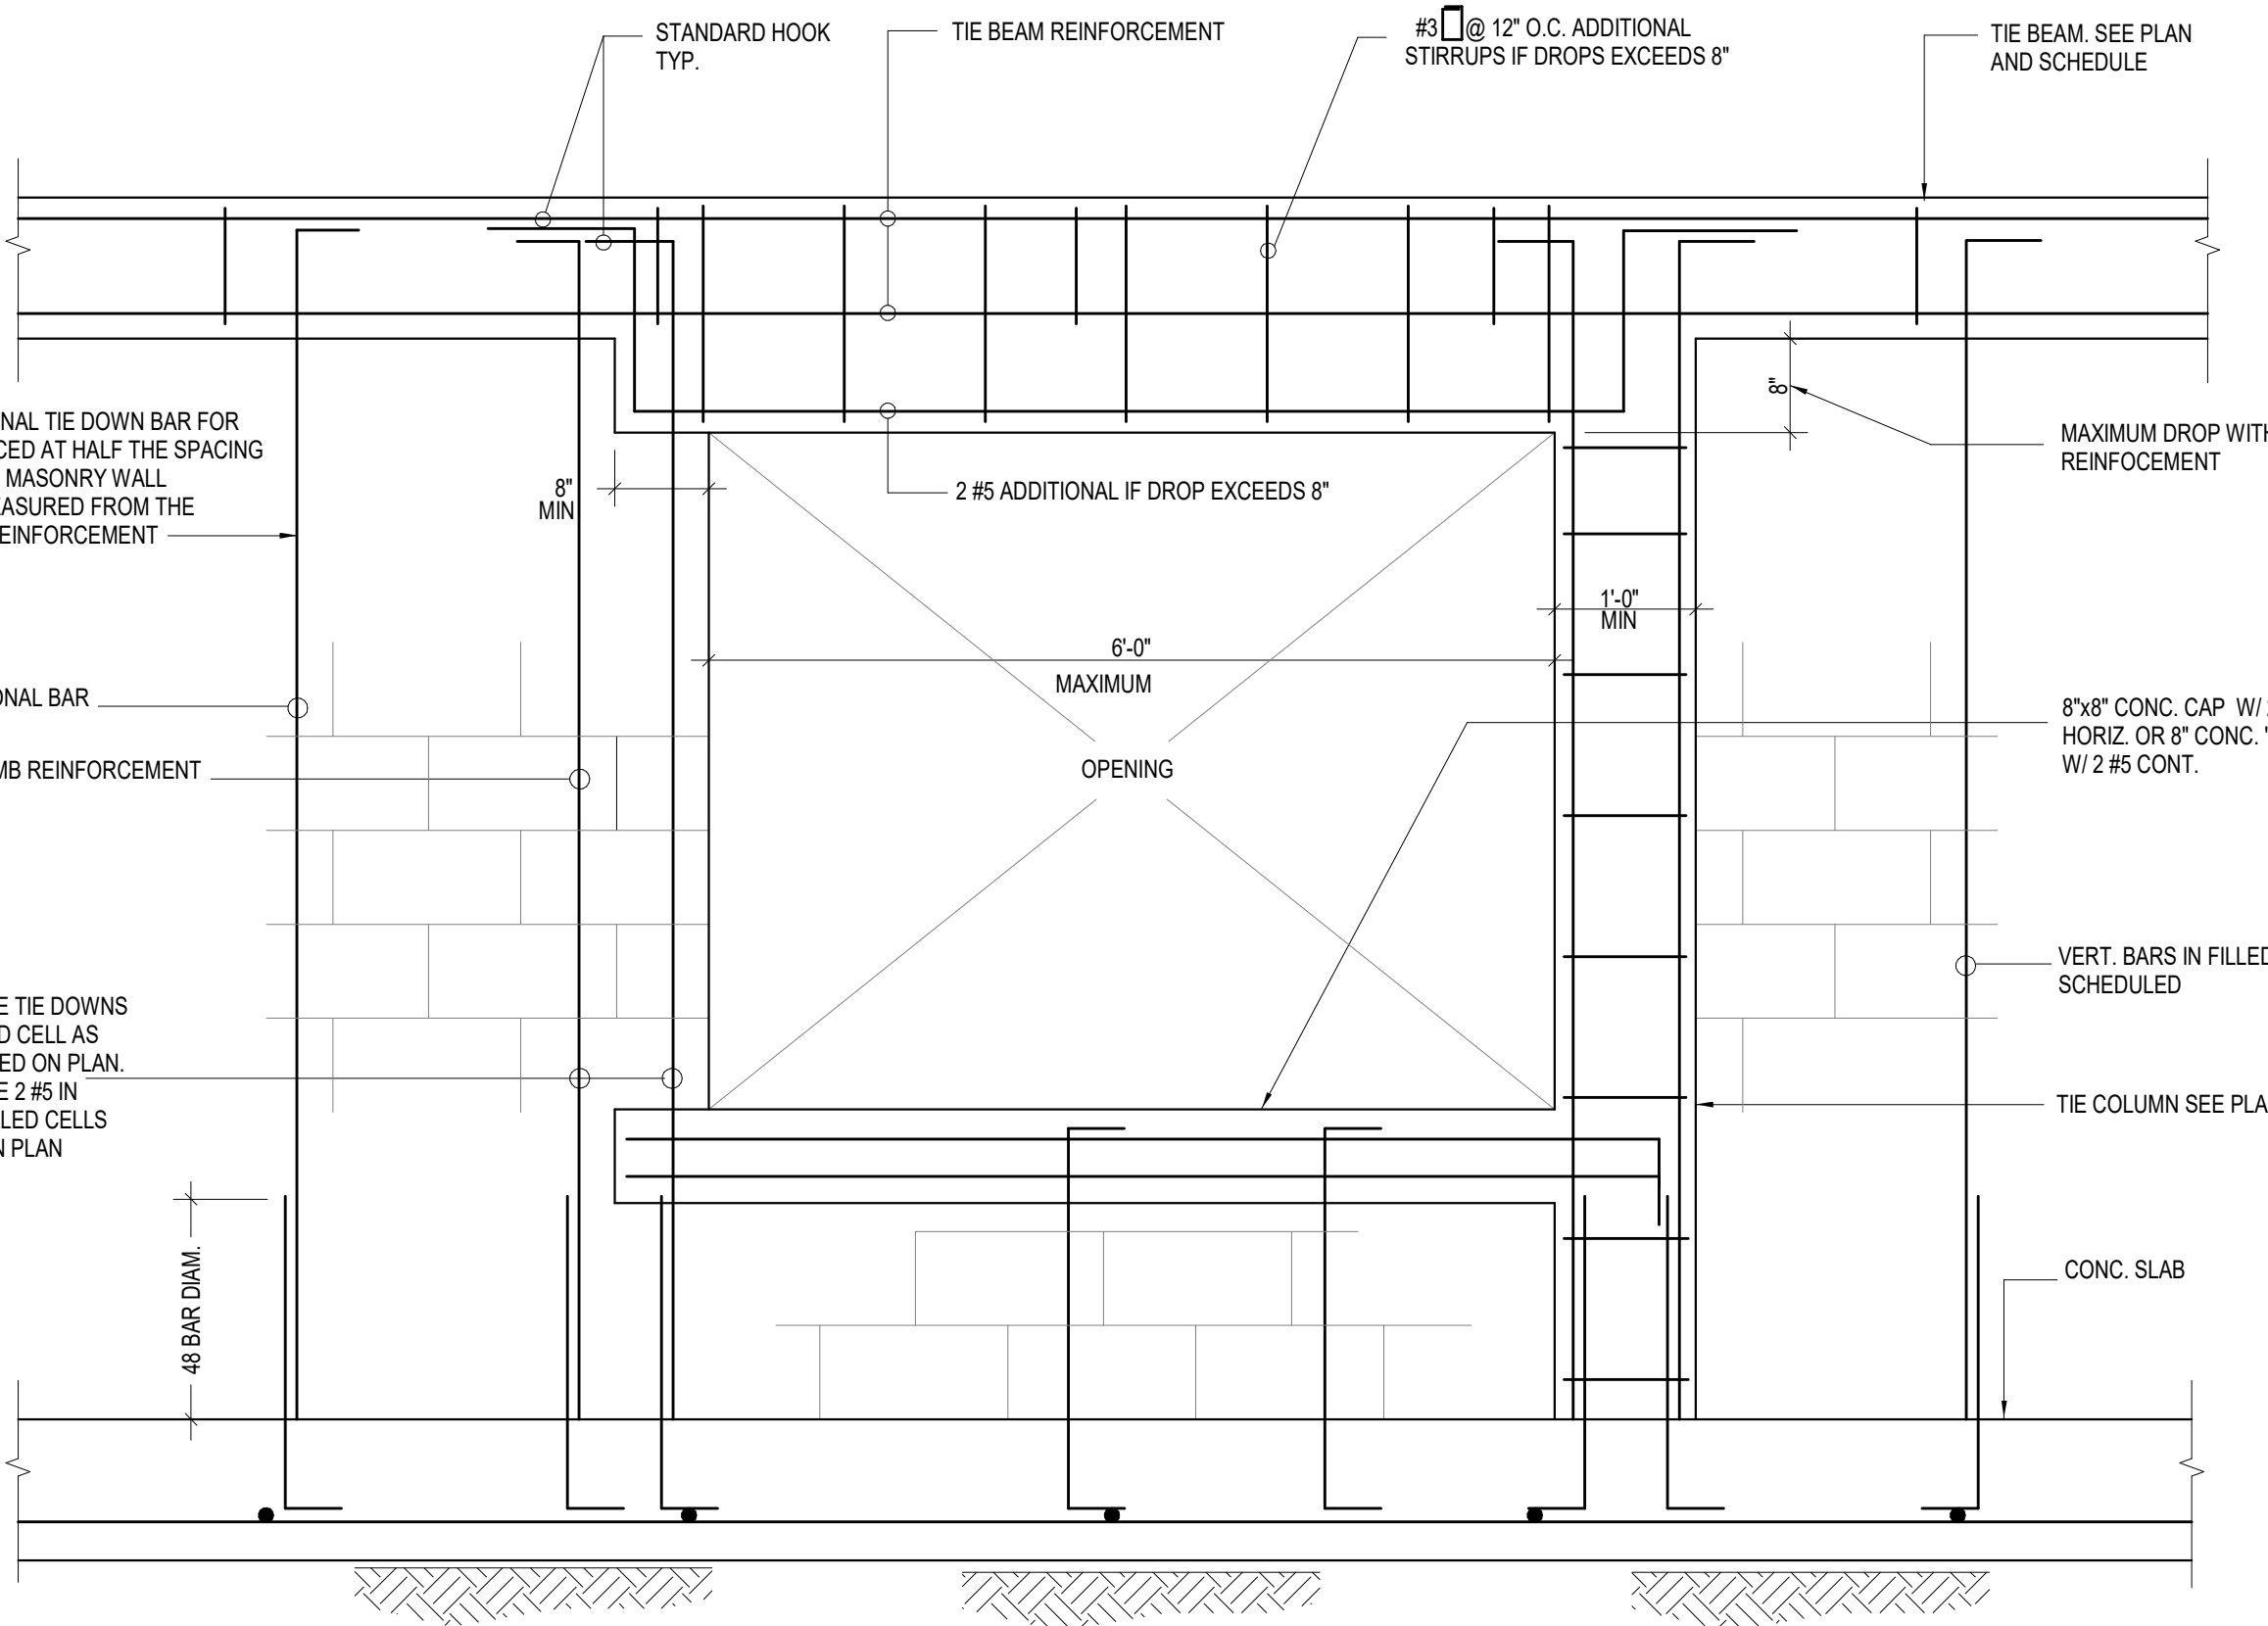 STANDARD HOOK
TYP.
TIE BEAM REINFORCEMENT
#3 @ 12" O.C. ADDITIONAL
STIRRUPS IF DROPS EXCEEDS 8"
TIE BEAM. SEE PLAN
AND SCHEDULE
NAL TIE DOWN BAR FOR
CED AT HALF THE SPACING
MASONRY WALL
EASURED FROM THE
EINFORCEMENT
8"
MIN
2 #5 ADDITIONAL IF DROP EXCEEDS 8"
8"
MAXIMUM DROP WITH
REINFOCEMENT
1'-0"
MIN
6'-0"
MAXIMUM
ONAL BAR
MB REINFORCEMENT
OPENING
8"x8" CONC. CAP W/
HORIZ. OR 8" CONC. "
W/ 2 #5 CONT.
VERT. BARS IN FILLED
SCHEDULED
E TIE DOWNS
D CELL AS
ED ON PLAN.
E 2 #5 IN
LED CELLS
N PLAN
TIE COLUMN SEE PLA
48 BAR DIAM.
CONC. SLAB